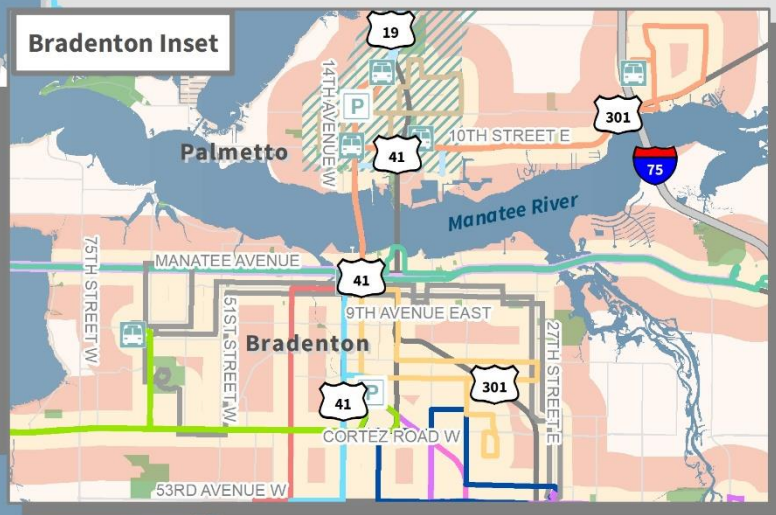 Bradenton Inset
19
14TH AVENUE W
P
301
10TH STREET E
Palmetto
41
75
Manatee River
75TH STREET W
MANATEE AVENUE
41
51ST STREET W
9TH AVENUE EAST
Bradenton
27TH STREET E
301
P
41
CORTEZ ROAD W
53RD AVENUE W